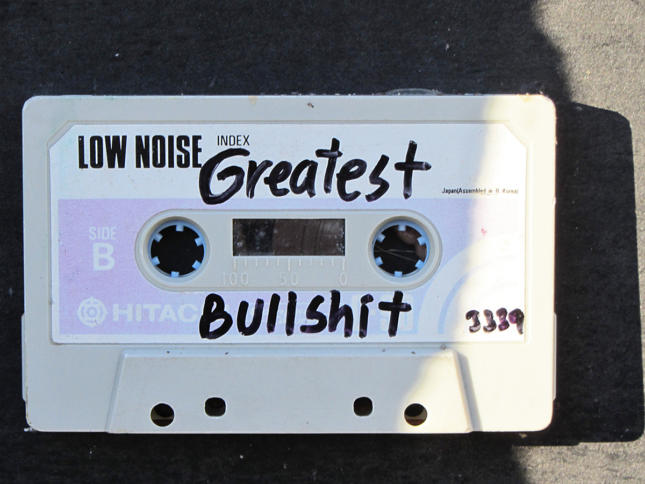 LOW NOISE INDEX
Greatest
SIDE
B
100 50 0
HITAC
Bullshit
3339